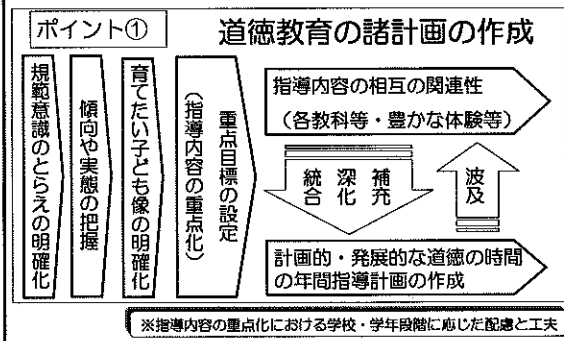 ポイント①
道徳教育の諸計画の作成
規範意識のとらえの明確化
傾向や実態の把握
育てたい子ども像の明確化
重点目標の設定
(指導内容の重点化)
指導内容の相互の関連性
(各教科等・豊かな体験等)
補充
深化
統合
波及
計画的・発展的な道徳の時間
の年間指導計画の作成
※指導内容の重点化における学校・学年段階に応じた配慮と工夫